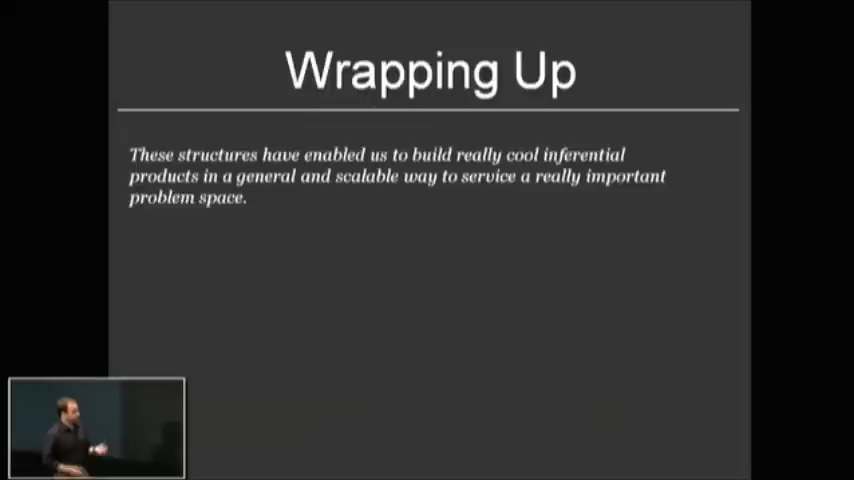 Wrapping Up
These structures have enabled us to build really cool inferential
products in a general and scalable way to service a really important
problem space.